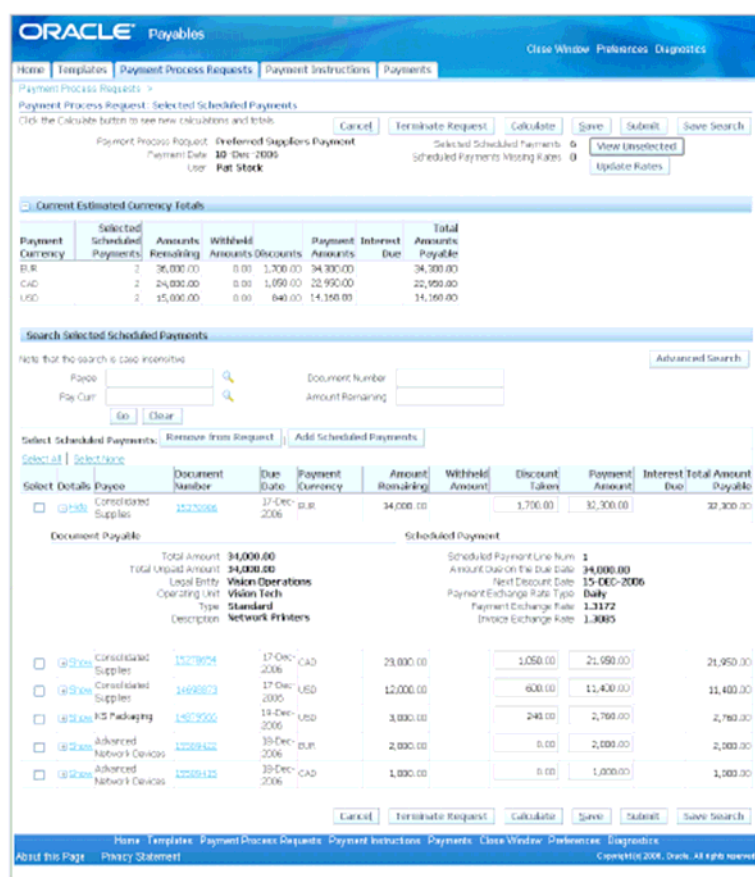 ORACLE Payables
Close Window Preferences Diagnostics
Home Templates Payment Process Requests Payment Instructions Payments
Payment Process Requests >
Payment Process Request: Selected Scheduled Payments
Click the Calculate button to see new calculations and totals
Cancel Terminate Request Calculate Save Submit Save Search
Payment Process Request Preferred Suppliers Payment
Payment Date 10-Dec-2006
User Pat Stock
Selected Scheduled Payments 6 View Unselected
Scheduled Payments Missing Rates 0
Update Rates
Current Estimated Currency Totals
Payment Currency Selected Scheduled Payments Amounts Remaining Withheld Amounts Discounts Payment Amounts Interest Due Total Amounts Payable
EUR 2 36,000.00 0.00 1,700.00 34,300.00 34,300.00
CAD 2 24,000.00 0.00 1,050.00 22,950.00 22,950.00
USD 2 15,000.00 0.00 840.00 14,160.00 14,160.00
Search Selected Scheduled Payments
Note that the search is case insensitive
Advanced Search
Payee Document Number
Pay Curr Amount Remaining
Go Clear
Select Scheduled Payments: Remove from Request | Add Scheduled Payments
Select All | Select None
Select Details Payee Document Number Due Date Payment Currency Amount Remaining Withheld Amount Discount Taken Payment Amount Interest Due Total Amount Payable
Hide Consolidated Supplies 17-Dec-2006 EUR 34,000.00 1,700.00 32,300.00 32,300.00
Document Payable
Total Amount 34,000.00
Total Unpaid Amount 34,000.00
Legal Entity Vision Operations
Operating Unit Vision Tech
Type Standard
Description Network Printers
Scheduled Payment
Scheduled Payment Line Num 1
Amount Due on the Due Date 34,000.00
Next Discount Date 15-DEC-2006
Payment Exchange Rate Type Daily
Payment Exchange Rate 1.3172
Invoice Exchange Rate 1.3085
Show Consolidated Supplies 17-Dec-2006 CAD 23,000.00 1,050.00 21,950.00 21,950.00
Show Consolidated Supplies 17-Dec-2006 USD 12,000.00 600.00 11,400.00 11,400.00
Show KS Packaging USD 3,000.00 240.00 2,760.00 2,760.00
Show Advanced Network Devices EUR 2,000.00 0.00 2,000.00 2,000.00
Show Advanced Network Devices CAD 1,000.00 0.00 1,000.00 1,000.00
Cancel Terminate Request Calculate Save Submit Save Search
Home Templates Payment Process Requests Payment Instructions Payments Close Window Preferences Diagnostics
About this Page Privacy Statement
Copyright (c) 2006, Oracle. All rights reserved